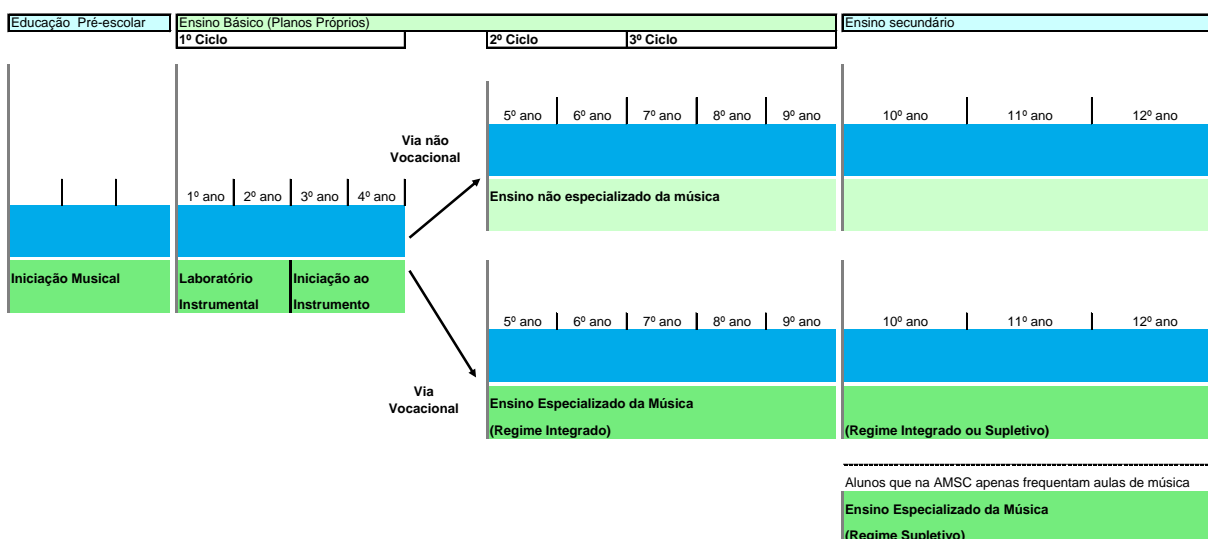 Educação Pré-escolar
Ensino Básico (Planos Próprios)
Ensino secundário
1º Ciclo
2º Ciclo
3º Ciclo
5º ano 6º ano 7º ano 8º ano 9º ano
10º ano 11º ano 12º ano
Via não
Vocacional
1º ano 2º ano 3º ano 4º ano
Ensino não especializado da música
Iniciação Musical
Laboratório
Instrumental
Iniciação ao
Instrumento
5º ano 6º ano 7º ano 8º ano 9º ano
10º ano 11º ano 12º ano
Via
Vocacional
Ensino Especializado da Música
(Regime Integrado)
(Regime Integrado ou Supletivo)
Alunos que na AMSC apenas frequentam aulas de música
Ensino Especializado da Música
(Regime Supletivo)